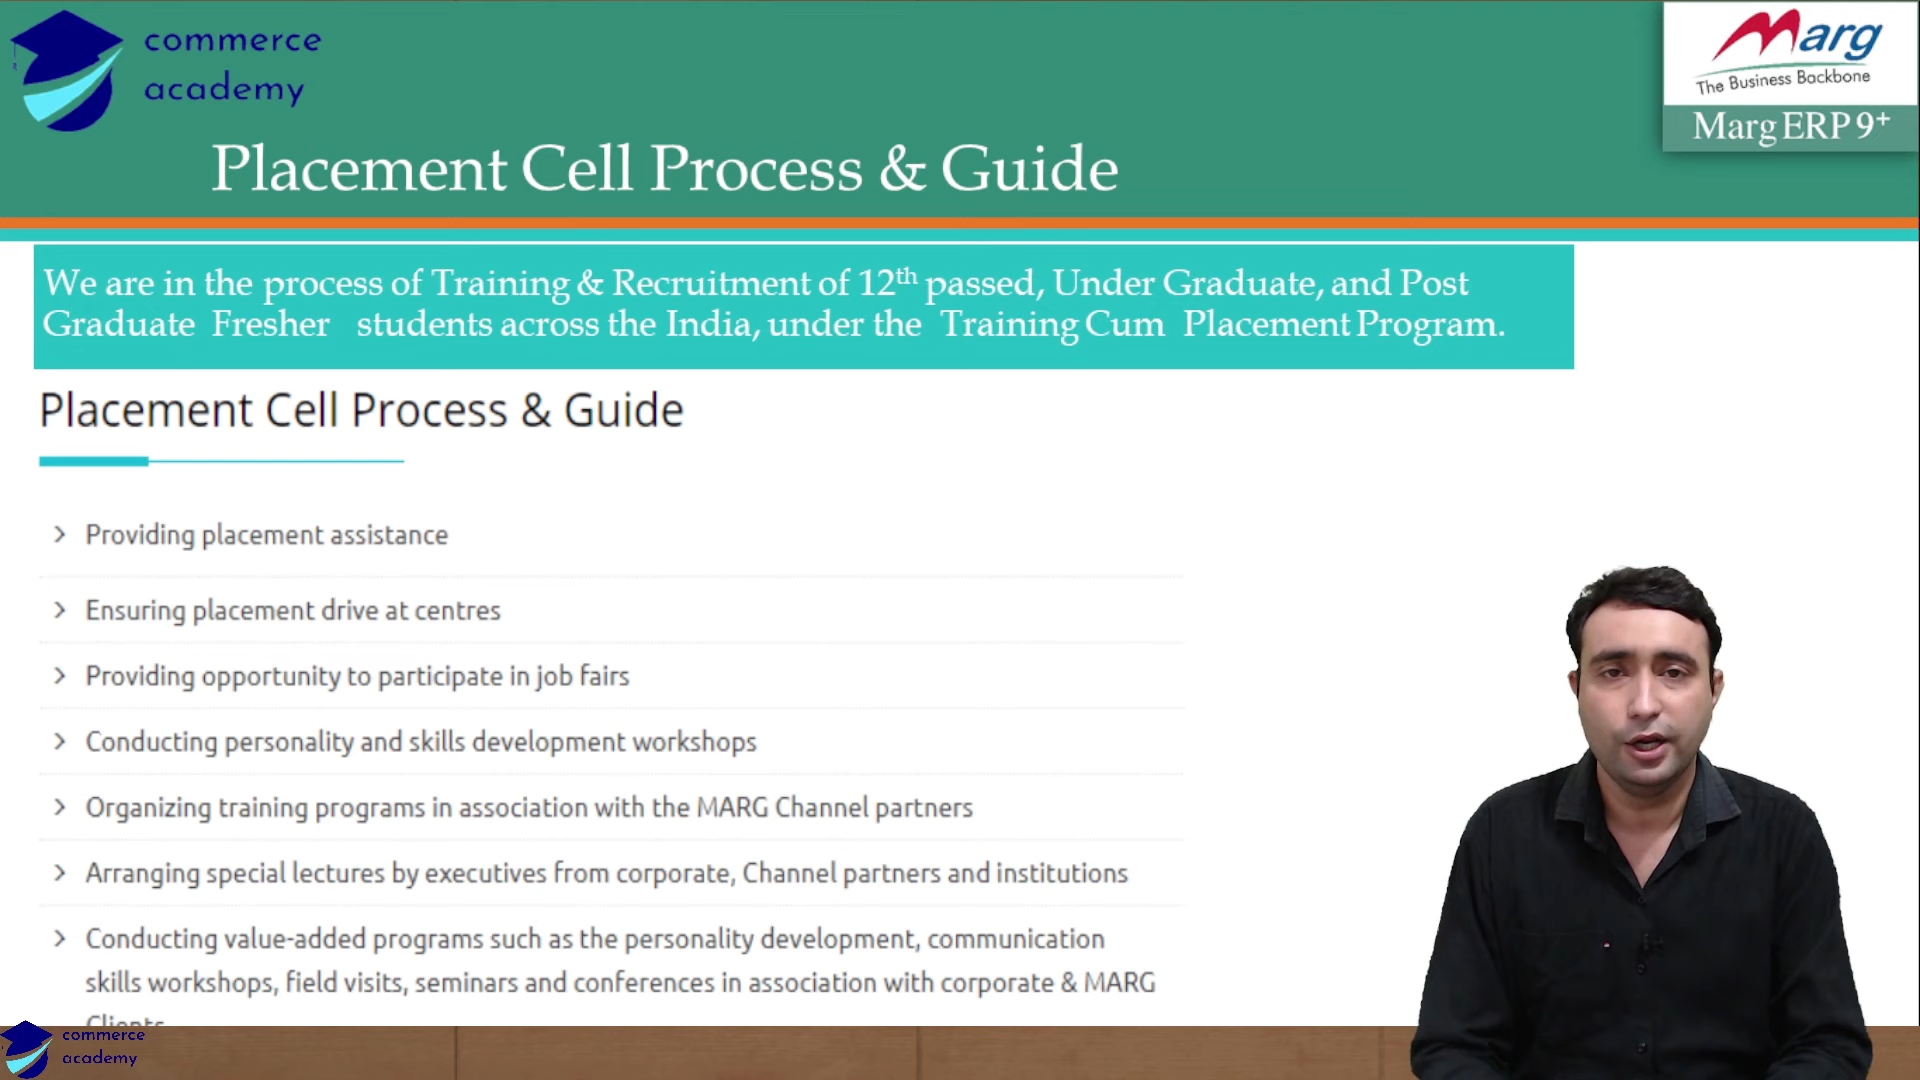 commerce
academy
Marg
The Business Backbone
Marg ERP 9+
Placement Cell Process & Guide
We are in the process of Training & Recruitment of 12th passed, Under Graduate, and Post
Graduate Fresher students across the India, under the Training Cum Placement Program.
Placement Cell Process & Guide
Providing placement assistance
Ensuring placement drive at centres
Providing opportunity to participate in job fairs
Conducting personality and skills development workshops
Organizing training programs in association with the MARG Channel partners
Arranging special lectures by executives from corporate, Channel partners and institutions
Conducting value-added programs such as the personality development, communication
skills workshops, field visits, seminars and conferences in association with corporate & MARG
Clients
commerce
academy